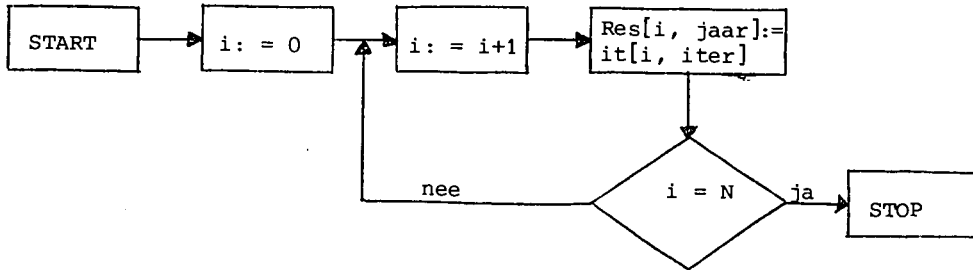 START
i: = 0
i: = i+1
Res[i, jaar]:=
it[i, iter]
i = N
nee
ja
STOP